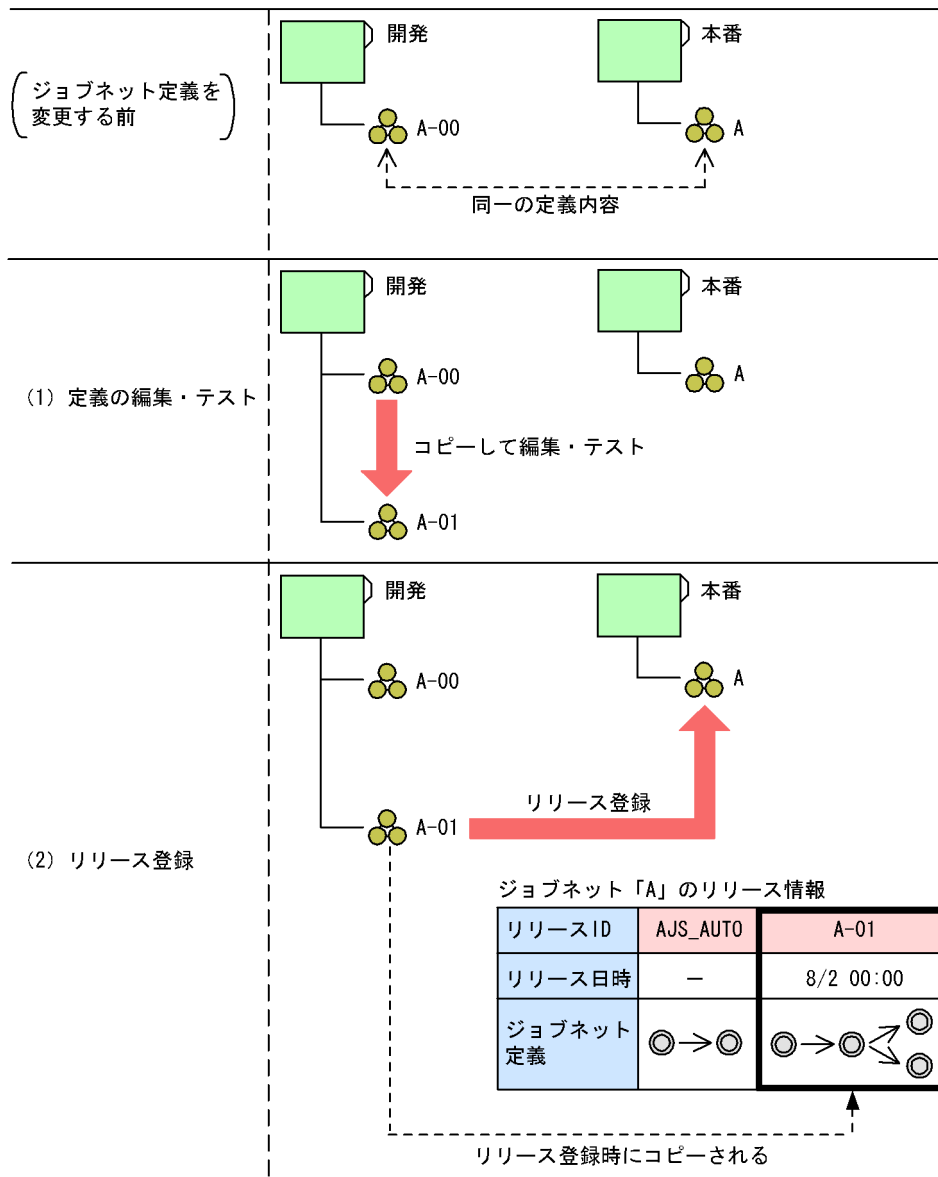 開発
本番
ジョブネット定義を
変更する前
A-00
A
同一の定義内容
開発
本番
A-00
A
(1) 定義の編集・テスト
コピーして編集・テスト
A-01
開発
本番
A-00
A
リリース登録
A-01
(2) リリース登録
ジョブネット「A」のリリース情報
リリースID AJS_AUTO A-01
リリース日時 － 8/2 00:00
ジョブネット
定義
リリース登録時にコピーされる